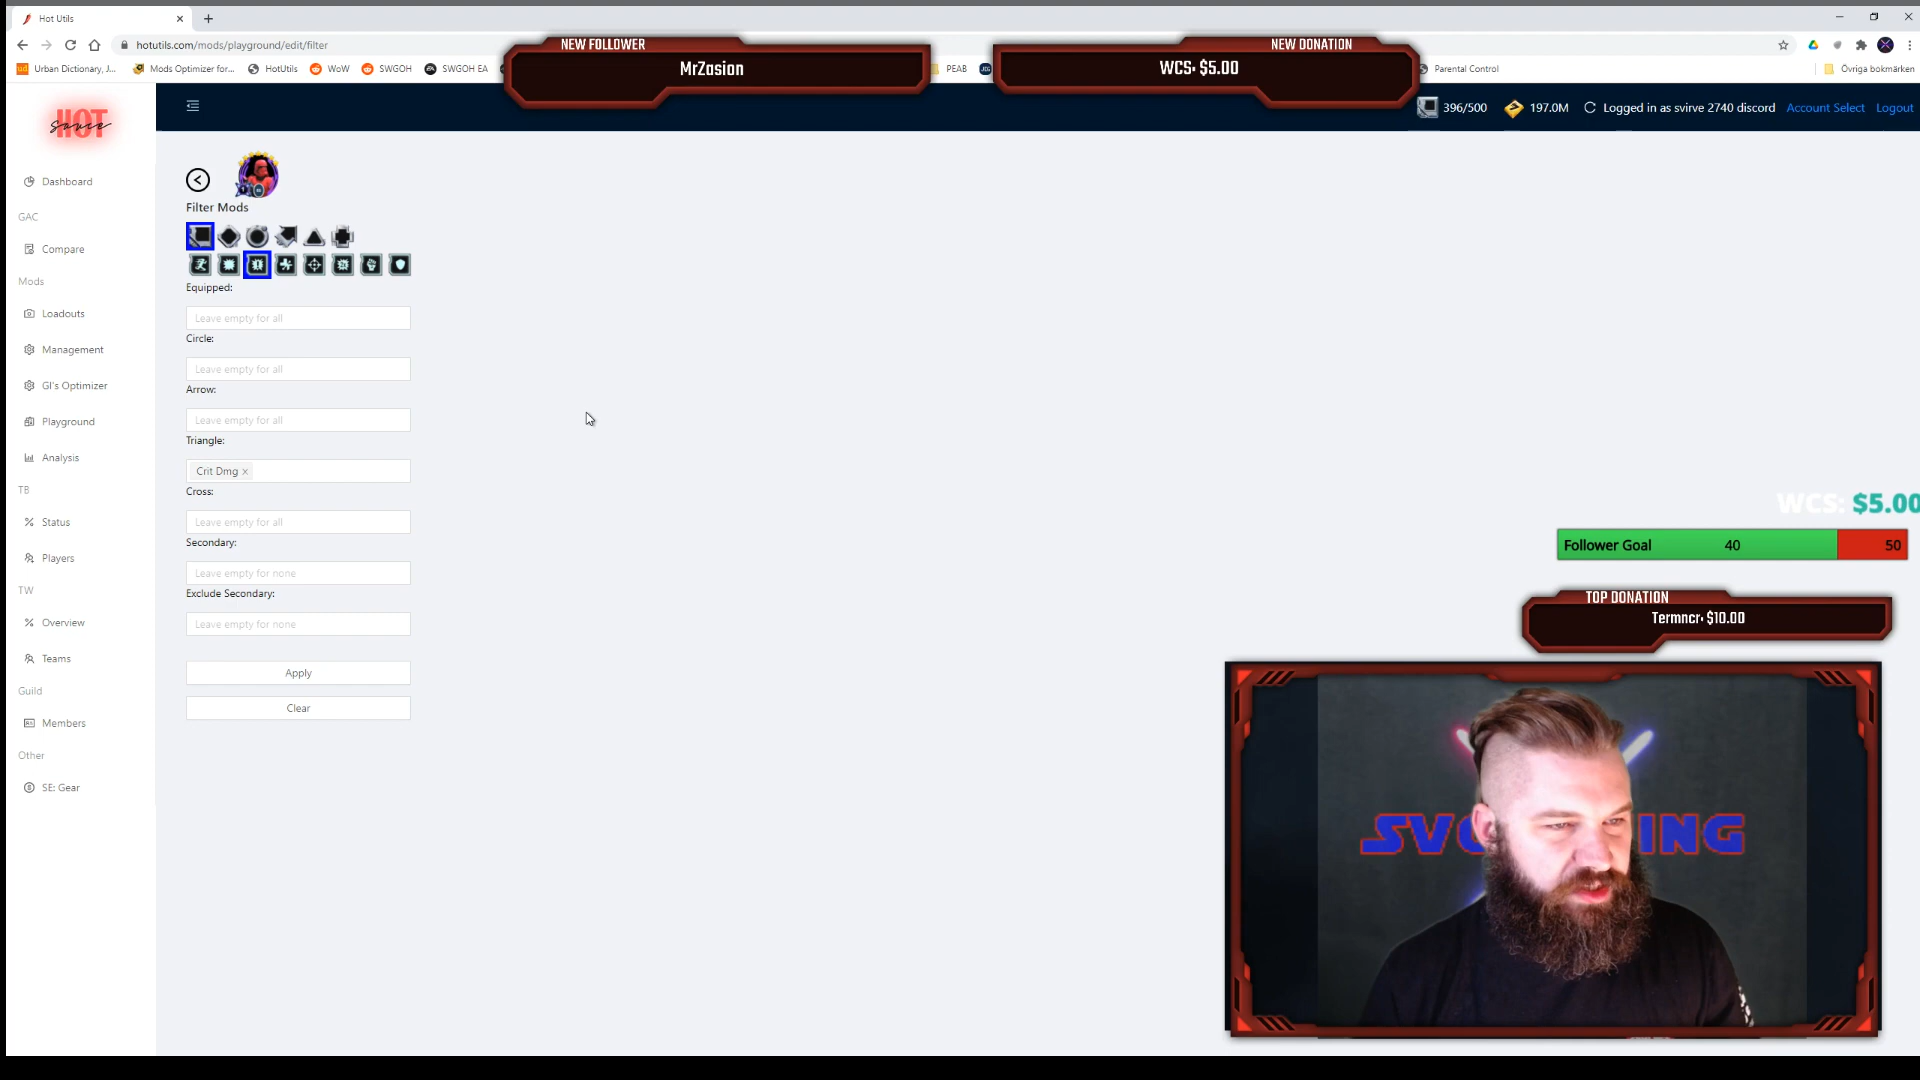 Hot Utils
hotutils.com/mods/playground/edit/filter
Urban Dictionary, J...
Mods Optimizer for...
HotUtils
WoW
SWGOH
SWGOH EA
PEAB
Parental Control
Övriga bokmärken
NEW FOLLOWER
MrZasion
NEW DONATION
WCS: $5.00
HOT
sauce
396/500
197.0M
Logged in as svirve 2740 discord
Account Select
Logout
Dashboard
GAC
Compare
Mods
Loadouts
Management
GI's Optimizer
Playground
Analysis
TB
Status
Players
TW
Overview
Teams
Guild
Members
Other
SE: Gear
Filter Mods
Equipped:
Leave empty for all
Circle:
Leave empty for all
Arrow:
Leave empty for all
Triangle:
Crit Dmg x
Cross:
Leave empty for all
Secondary:
Leave empty for none
Exclude Secondary:
Leave empty for none
Apply
Clear
WCS: $5.00
Follower Goal 40 50
TOP DONATION
Termncr: $10.00